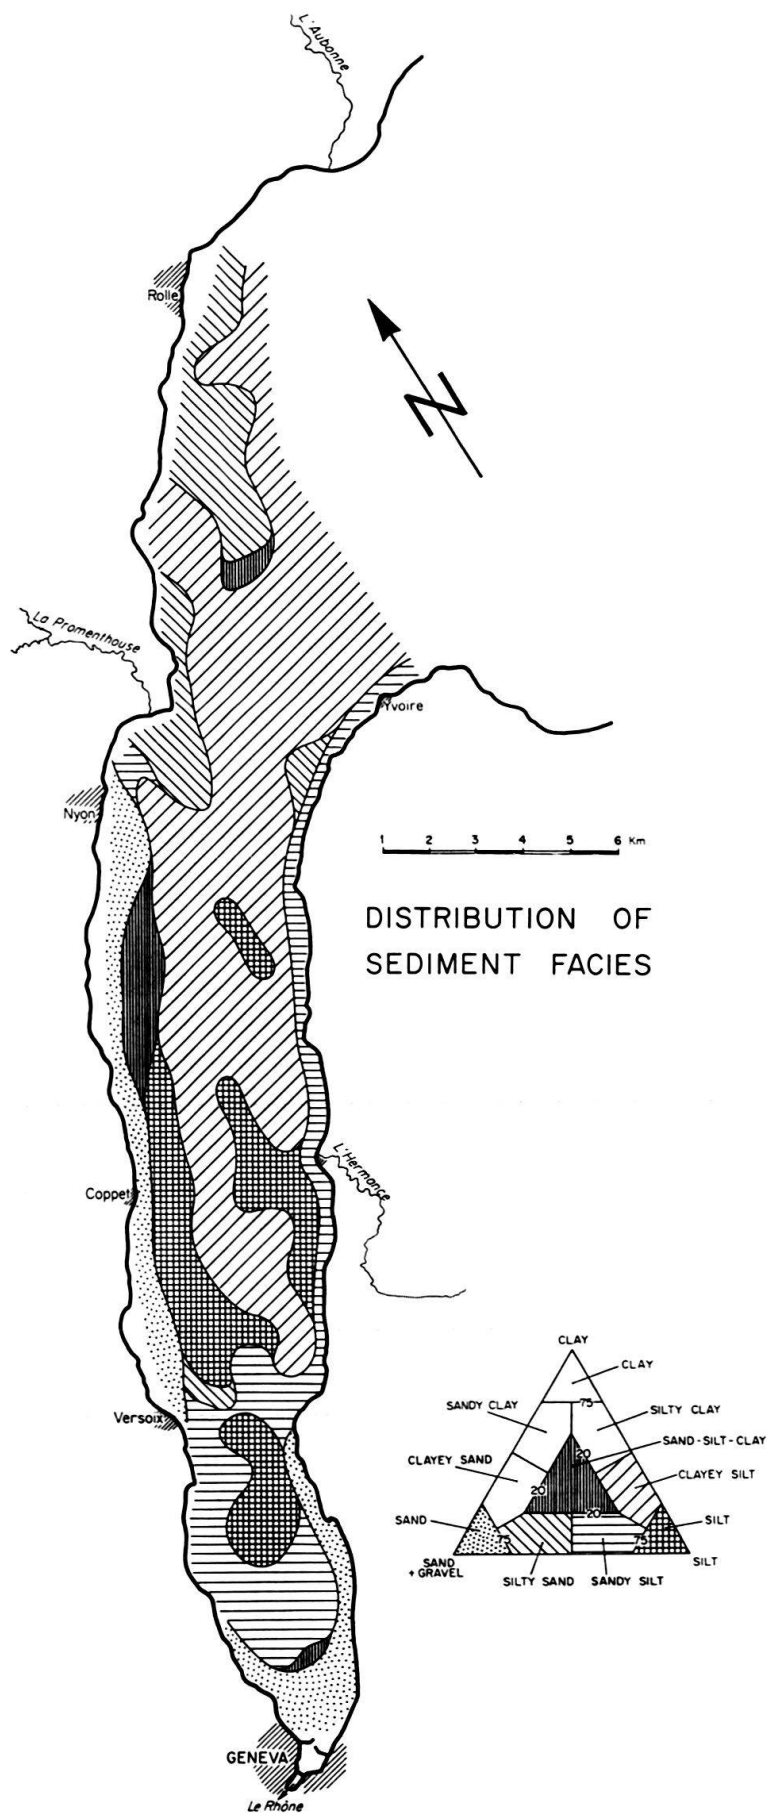 L'Aubonne
Rolle
N
La Promenthouse
Yvoire
Nyon
1 2 3 4 5 6 Km
DISTRIBUTION OF
SEDIMENT FACIES
L'Hermance
Coppet
CLAY
CLAY
75
SANDY CLAY
SILTY CLAY
SAND-SILT-CLAY
20
CLAYEY SAND
CLAYEY SILT
20
20
SAND
SILT
75
75
SAND
+ GRAVEL
SILT
SILTY SAND
SANDY SILT
Versoix
GENEVA
Le Rhône